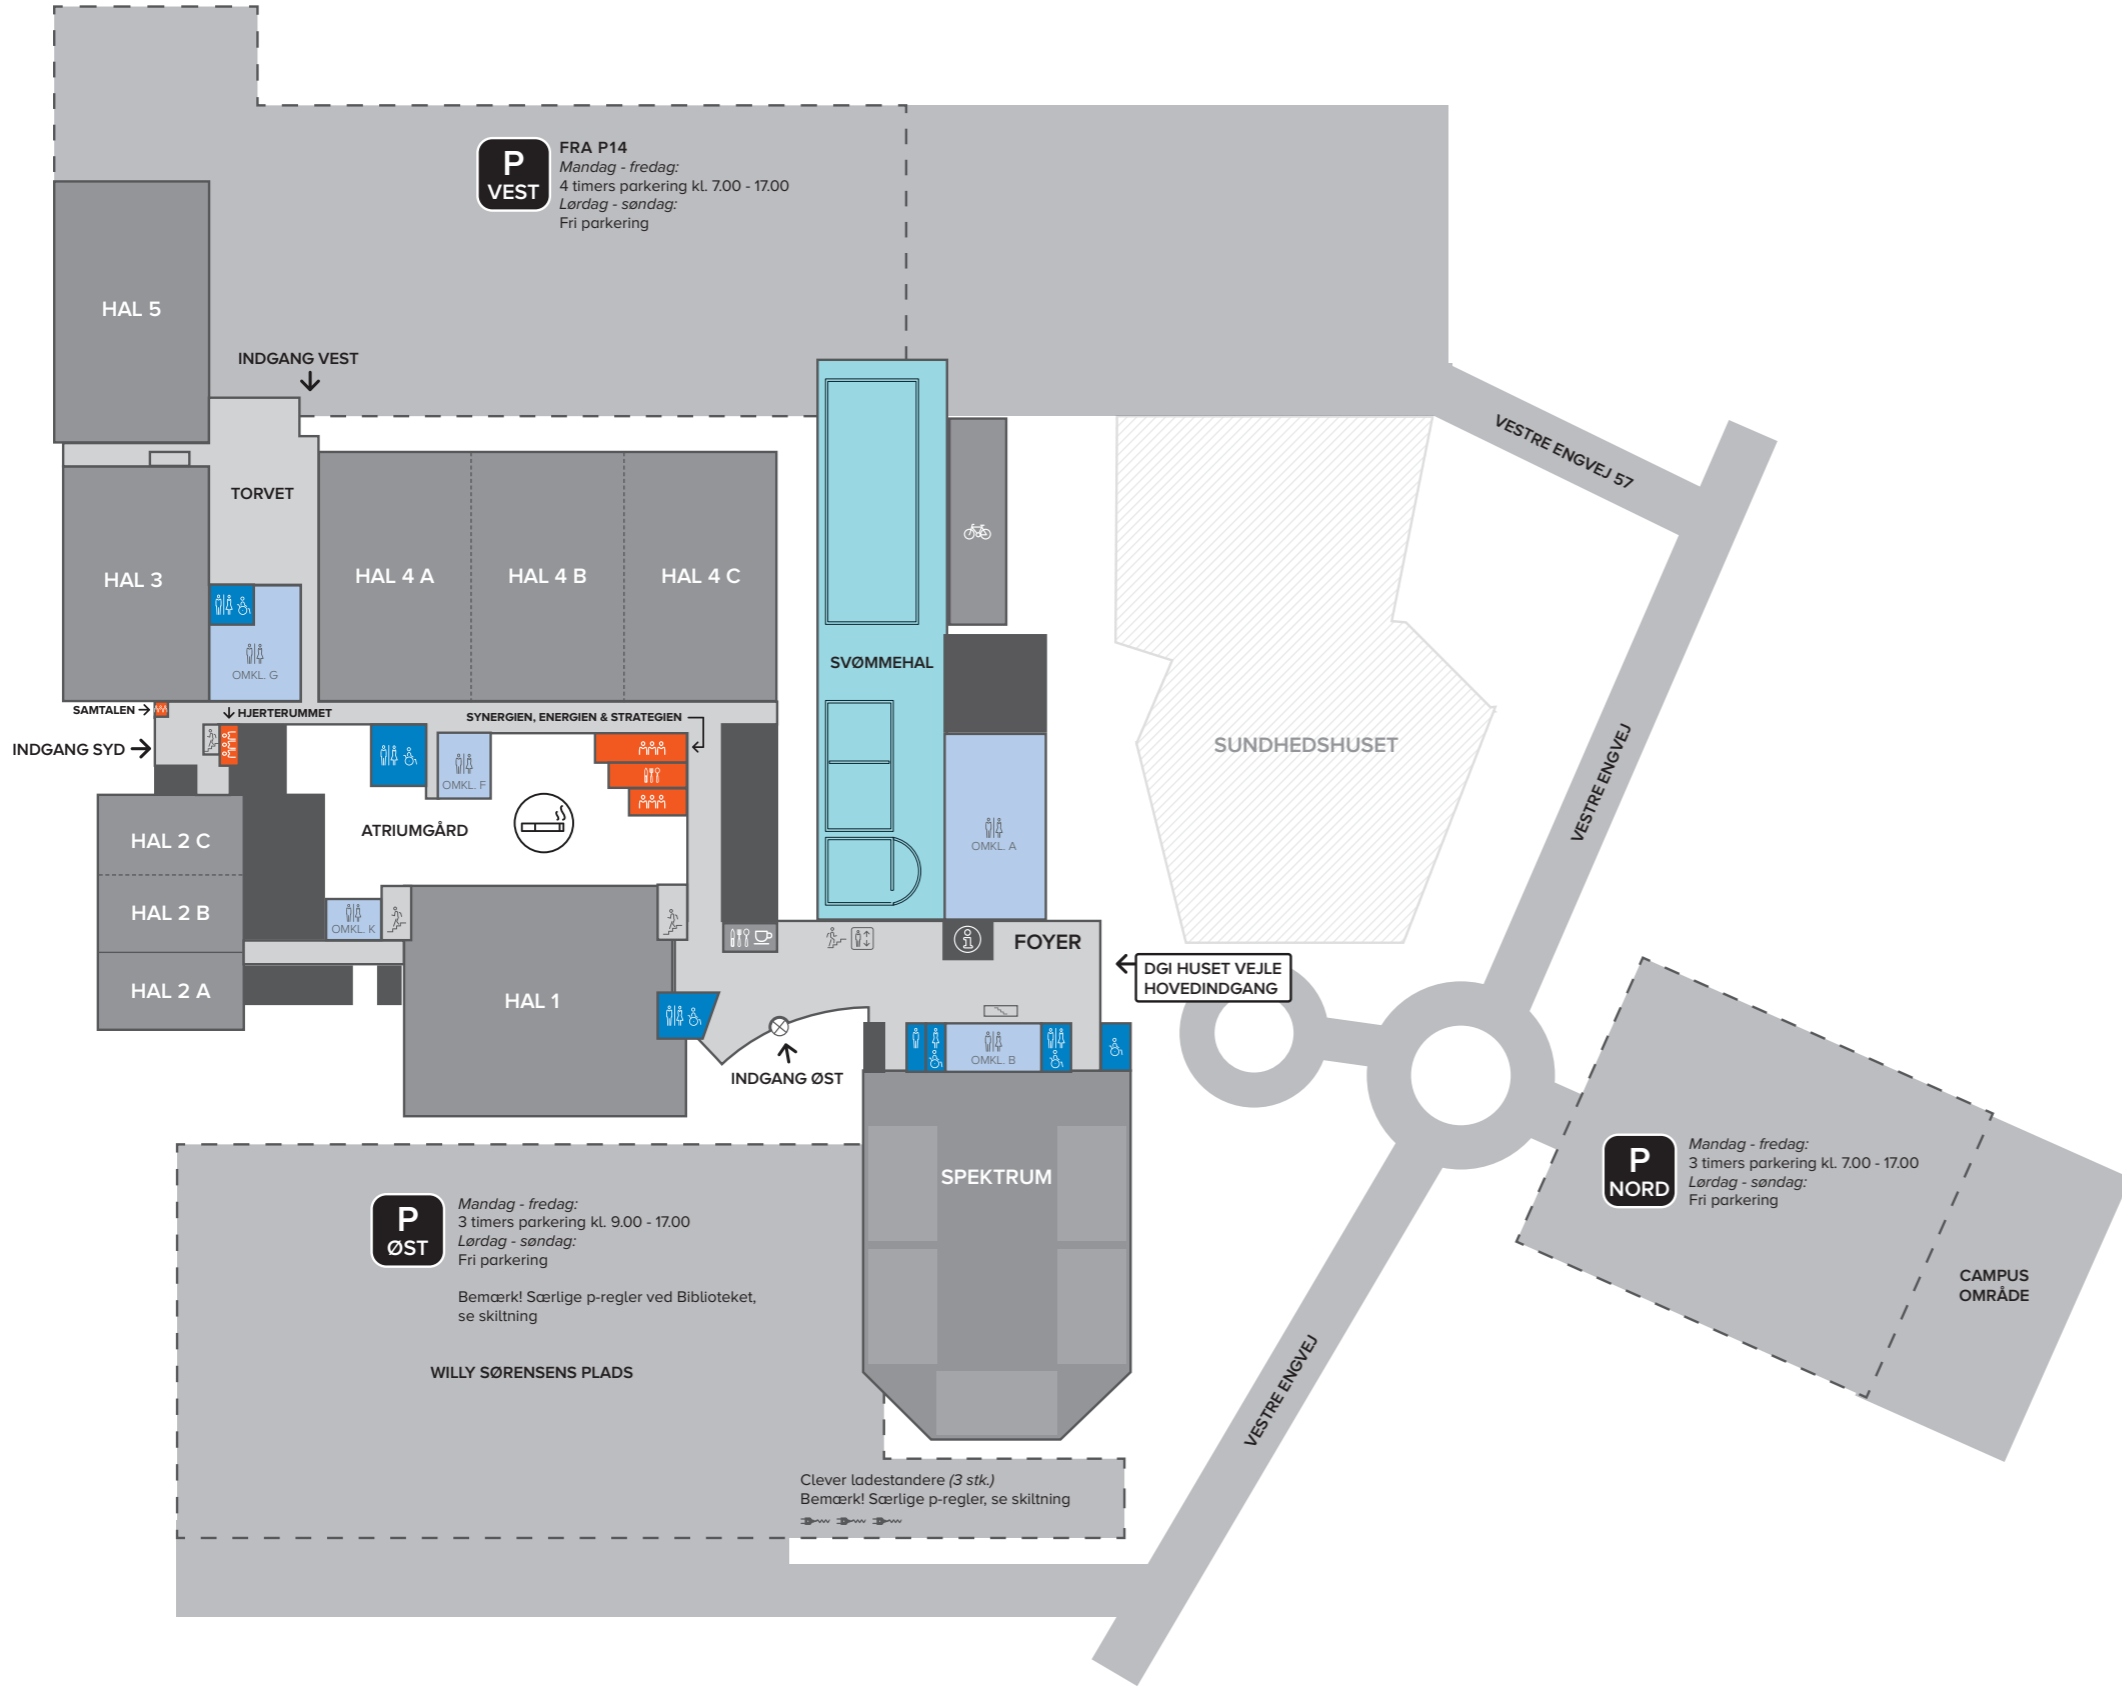 P
VEST
FRA P14
Mandag - fredag:
4 timers parkering kl. 7.00 - 17.00
Lørdag - søndag:
Fri parkering
HAL 5
INDGANG VEST
VESTRE ENGVEJ 57
TORVET
HAL 3
HAL 4 A
HAL 4 B
HAL 4 C
OMKL. G
SVØMMEHAL
SAMTALEN
HJERTERUMMET
SYNERGIEN, ENERGIEN & STRATEGIEN
INDGANG SYD
SUNDHEDSHUSET
VESTRE ENGVEJ
OMKL. F
ATRIUMGÅRD
HAL 2 C
OMKL. A
HAL 2 B
OMKL. K
FOYER
HAL 2 A
HAL 1
DGI HUSET VEJLE
HOVEDINDGANG
OMKL. B
INDGANG ØST
SPEKTRUM
P
NORD
Mandag - fredag:
3 timers parkering kl. 7.00 - 17.00
Lørdag - søndag:
Fri parkering
P
ØST
Mandag - fredag:
3 timers parkering kl. 9.00 - 17.00
Lørdag - søndag:
Fri parkering
Bemærk! Særlige p-regler ved Biblioteket,
se skiltning
CAMPUS
OMRÅDE
WILLY SØRENSENS PLADS
VESTRE ENGVEJ
Clever ladestandere (3 stk.)
Bemærk! Særlige p-regler, se skiltning